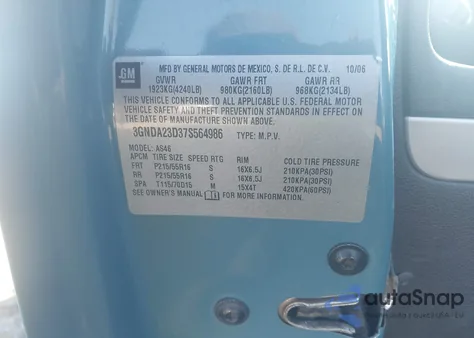 GM
MFD BY GENERAL MOTORS DE MEXICO, S. DE R.L. DE C.V. 10/06
GVWR GAWR FRT GAWR RR
1923KG(4240LB) 980KG(2160LB) 968KG(2134LB)
THIS VEHICLE CONFORMS TO ALL APPLICABLE U.S. FEDERAL MOTOR
VEHICLE SAFETY, BUMPER, AND THEFT PREVENTION STANDARDS IN EFFECT
ON THE DATE OF MANUFACTURE SHOWN ABOVE.
3GNDA23D37S564986 TYPE: M.P.V.
MODEL: AS46
APCM TIRE SIZE SPEED RTG RIM COLD TIRE PRESSURE
FRT P215/55R16 S 16X6.5J 210KPA(30PSI)
RR P215/55R16 S 16X6.5J 210KPA(30PSI)
SPA T115/70D15 M 15X4T 420KPA(60PSI)
SEE OWNER'S MANUAL FOR MORE INFORMATION.
autoSnap